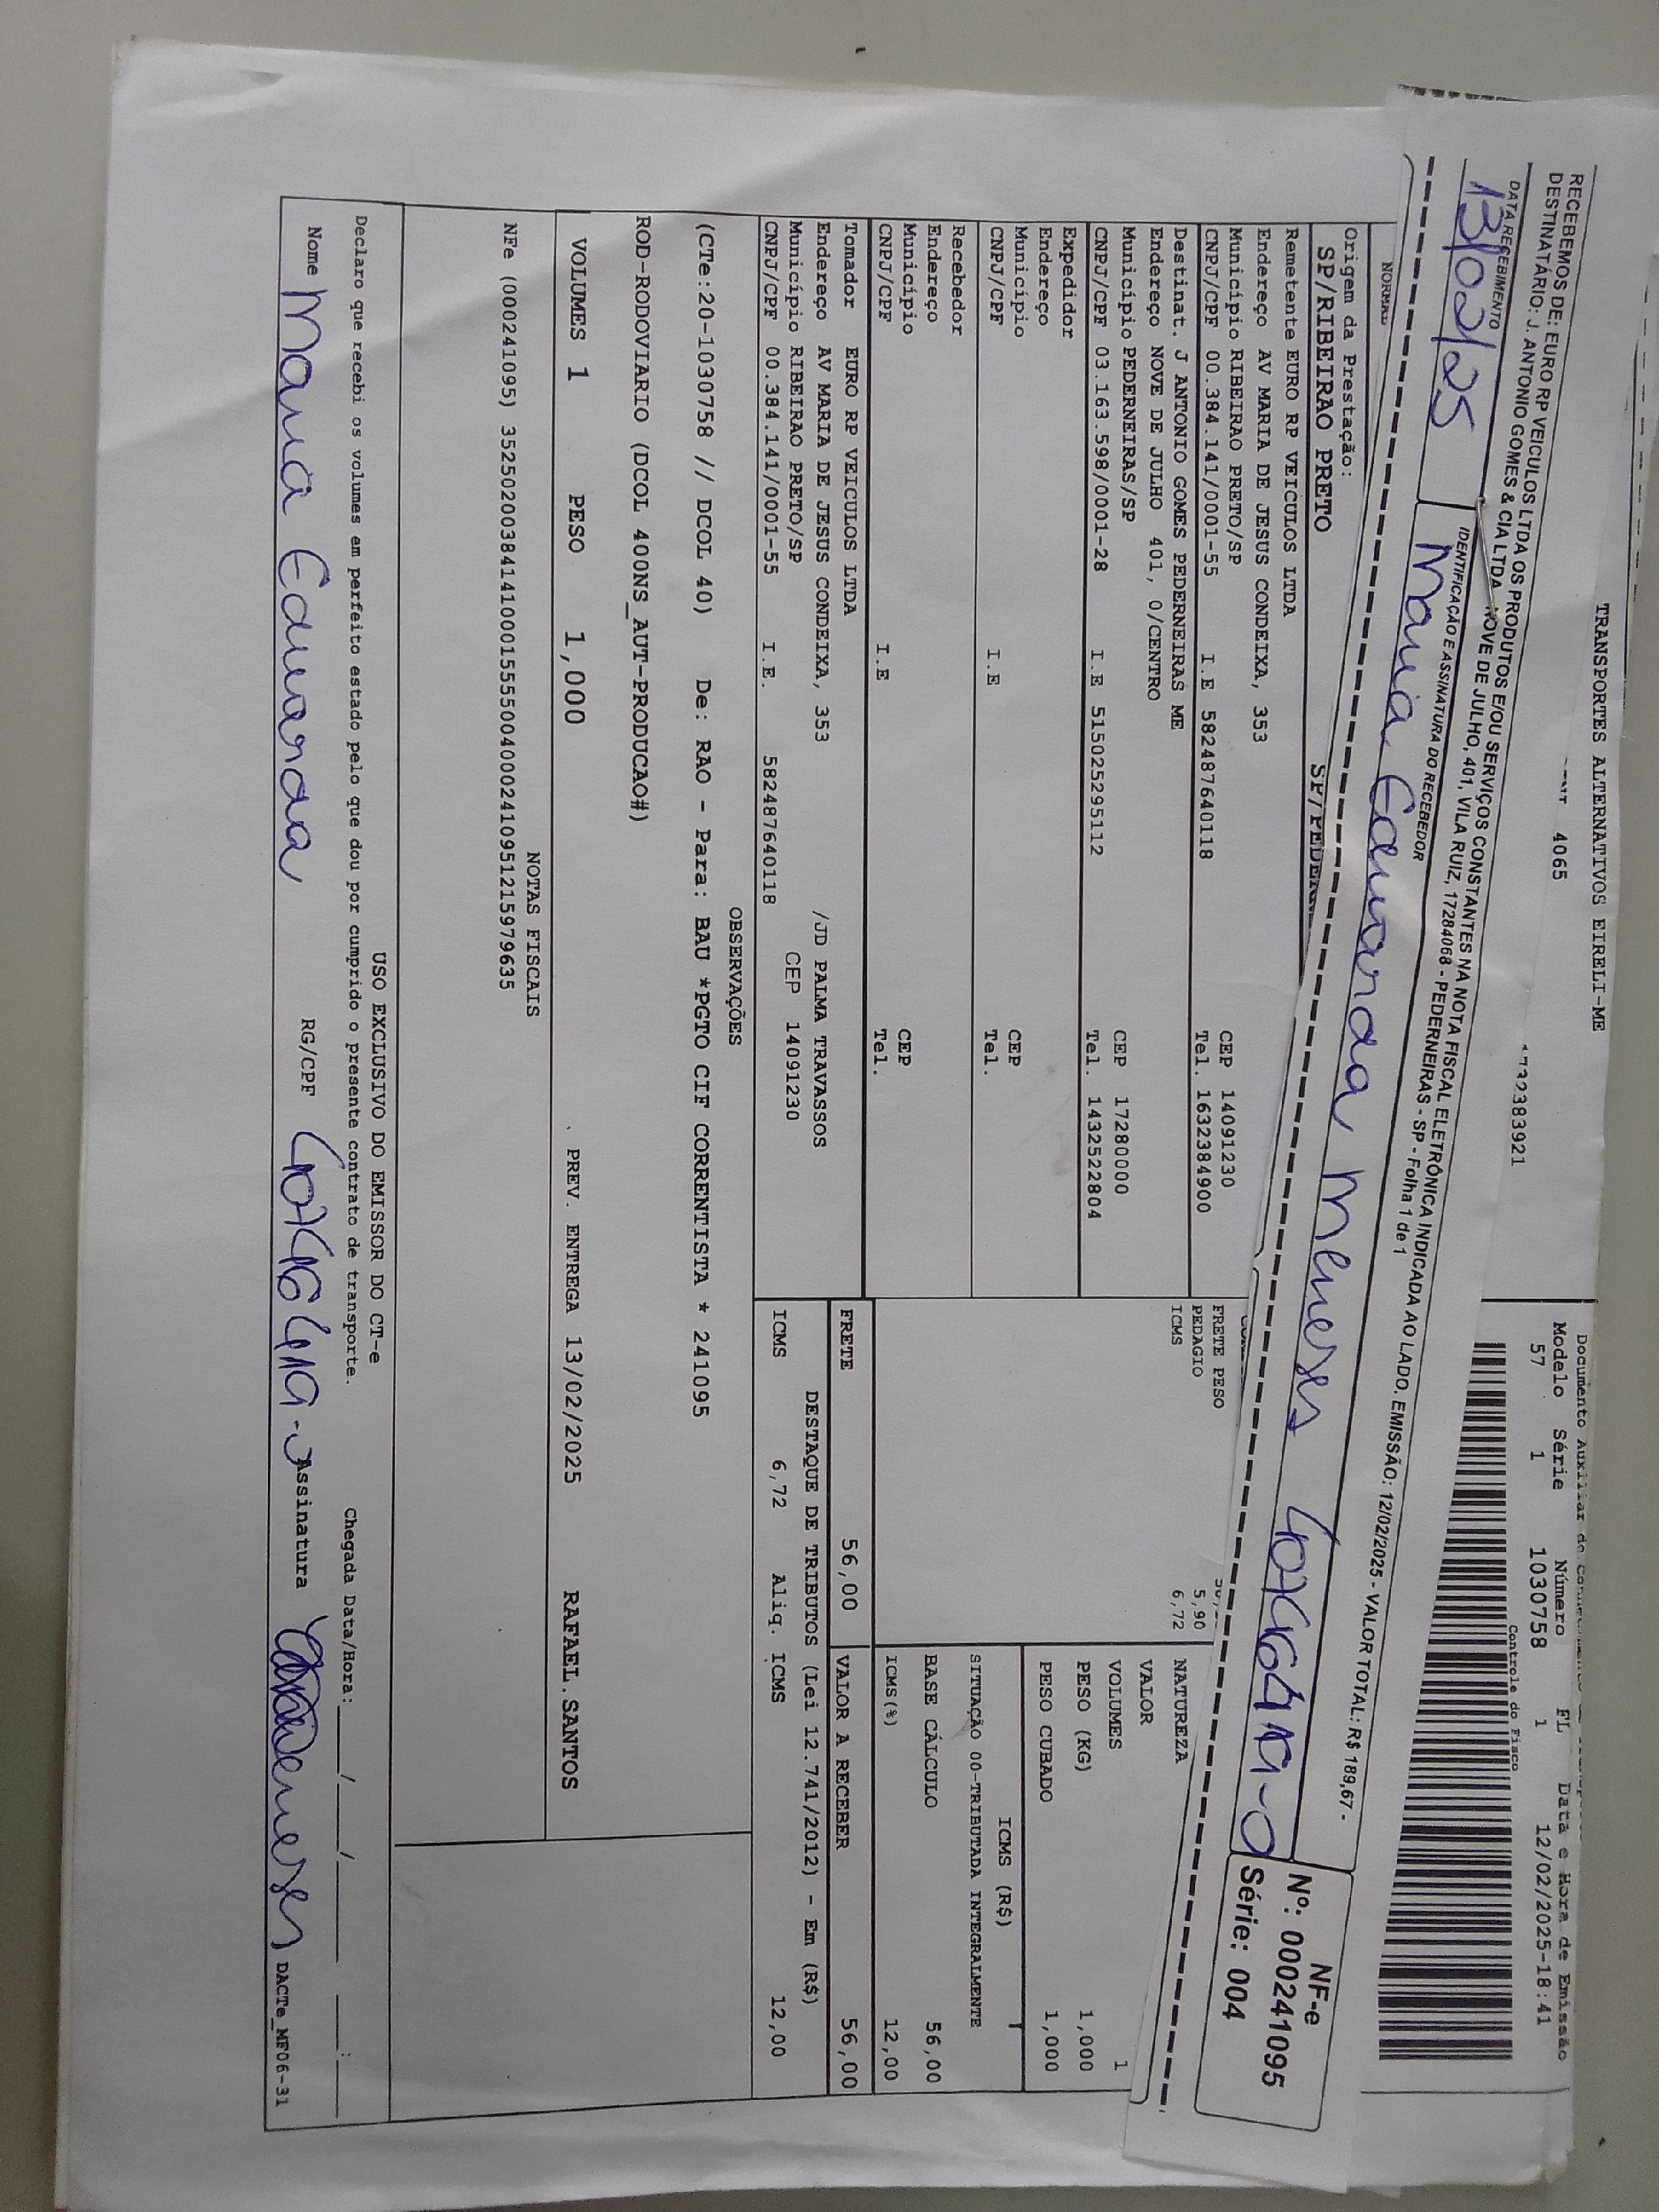 TRANSPORTES ALTERNATIVOS EIRELI-ME
4065
1732383921
Modelo Série Número FL Data e Hora de Emissão
57 1 1030758 1 12/02/2025-18:41
Controle do Fisco
RECEBEMOS DE: EURO RP VEICULOS LTDA OS PRODUTOS E/OU SERVIÇOS CONSTANTES NA NOTA FISCAL ELETRÔNICA INDICADA AO LADO. EMISSÃO: 12/02/2025 - VALOR TOTAL: R$ 189,67 -
DESTINATÁRIO: J. ANTONIO GOMES & CIA LTDA NOVE DE JULHO, 401, VILA RUIZ, 17284068 - PEDERNEIRAS - SP - Folha 1 de 1
DATA RECEBIMENTO IDENTIFICAÇÃO E ASSINATURA DO RECEBEDOR
13/02/25 Maria Eduarda Meneses
NF-e
Nº: 000241095
Série: 004
NORMAL
Origem da Prestação:
SP/RIBEIRAO PRETO
Remetente EURO RP VEICULOS LTDA
Endereço AV MARIA DE JESUS CONDEIXA, 353
Município RIBEIRAO PRETO/SP CEP 14091230
CNPJ/CPF 00.384.141/0001-55 I.E 582487640118 Tel. 1632384900
Destinat. J ANTONIO GOMES PEDERNEIRAS ME
Endereço NOVE DE JULHO 401, 0/CENTRO
Município PEDERNEIRAS/SP CEP 17280000
CNPJ/CPF 03.163.598/0001-28 I.E 515025295112 Tel. 1432522804
Expedidor
Endereço
Município CEP
CNPJ/CPF I.E Tel.
Recebedor
Endereço
Município CEP
CNPJ/CPF I.E Tel.
FRETE PESO
PEDAGIO 5,90
ICMS 6,72
NATUREZA
VALOR
VOLUMES 1
PESO (KG) 1,000
PESO CUBADO 1,000
ICMS (R$)
SITUAÇÃO 00-TRIBUTADA INTEGRALMENTE
BASE CÁLCULO 56,00
ICMS(%) 12,00
Tomador EURO RP VEICULOS LTDA
Endereço AV MARIA DE JESUS CONDEIXA, 353 /JD PALMA TRAVASSOS
Município RIBEIRAO PRETO/SP CEP 14091230
CNPJ/CPF 00.384.141/0001-55 I.E. 582487640118
FRETE 56,00 VALOR A RECEBER 56,00
DESTAQUE DE TRIBUTOS (Lei 12.741/2012) - Em (R$)
ICMS 6,72 Aliq. ICMS 12,00
OBSERVAÇÕES
(CTe:20-1030758 // DCOL 40) De: RAO - Para: BAU *PGTO CIF CORRENTISTA * 241095
ROD-RODOVIARIO (DCOL 400NS_AUT-PRODUCAO#)
VOLUMES 1 PESO 1,000 PREV. ENTREGA 13/02/2025 RAFAEL.SANTOS
NOTAS FISCAIS
NFe (000241095) 35250200384141000155550040002410951215979635
USO EXCLUSIVO DO EMISSOR DO CT-e
Declaro que recebi os volumes em perfeito estado pelo que dou por cumprido o presente contrato de transporte. Chegada Data/Hora: ____/____/____ ____:____
Nome Maria Eduarda RG/CPF Assinatura DACTe_MF06-31